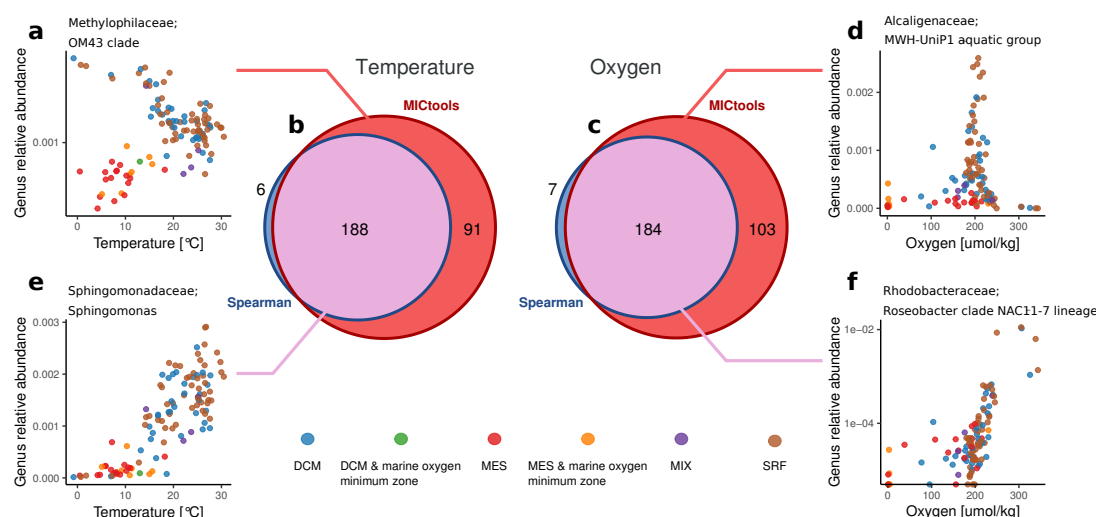 a
Methylophilaceae;
OM43 clade
Genus relative abundance
0.001
0
10
20
30
Temperature [°C]
Temperature
MICtools
b
6
188
91
Spearman
Oxygen
MICtools
c
7
184
103
Spearman
d
Alcaligenaceae;
MWH-UniP1 aquatic group
Genus relative abundance
0.002
0.001
0.000
0
100
200
300
Oxygen [umol/kg]
e
Sphingomonadaceae;
Sphingomonas
Genus relative abundance
0.003
0.002
0.001
0.000
0
10
20
30
Temperature [°C]
DCM
DCM & marine oxygen
minimum zone
MES
MES & marine oxygen
minimum zone
MIX
SRF
f
Rhodobacteraceae;
Roseobacter clade NAC11-7 lineage
Genus relative abundance
1e-02
1e-04
0
100
200
300
Oxygen [umol/kg]